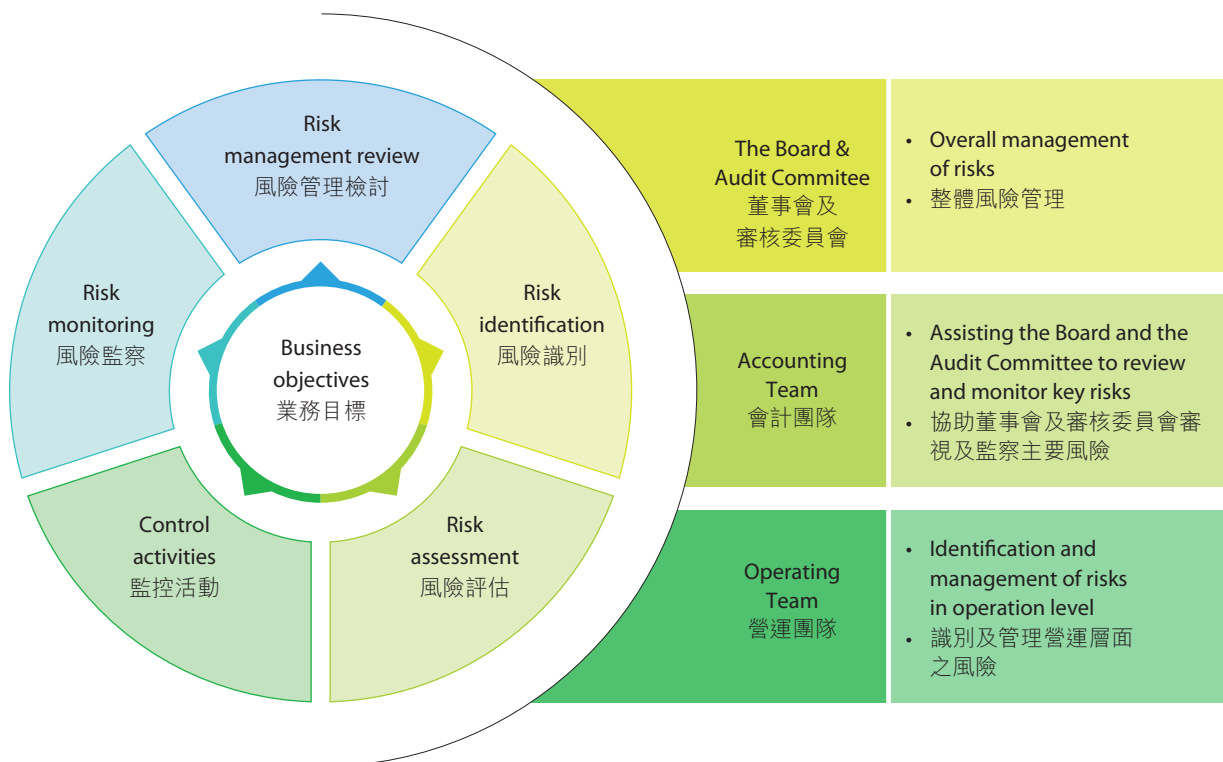 Risk
management review
風險管理檢討
Risk
identification
風險識別
Risk
assessment
風險評估
Control
activities
監控活動
Risk
monitoring
風險監察
Business
objectives
業務目標
The Board &
Audit Commitee
董事會及
審核委員會
• Overall management
of risks
• 整體風險管理
Accounting
Team
會計團隊
• Assisting the Board and the
Audit Committee to review
and monitor key risks
• 協助董事會及審核委員會審
視及監察主要風險
Operating
Team
營運團隊
• Identification and
management of risks
in operation level
• 識別及管理營運層面
之風險